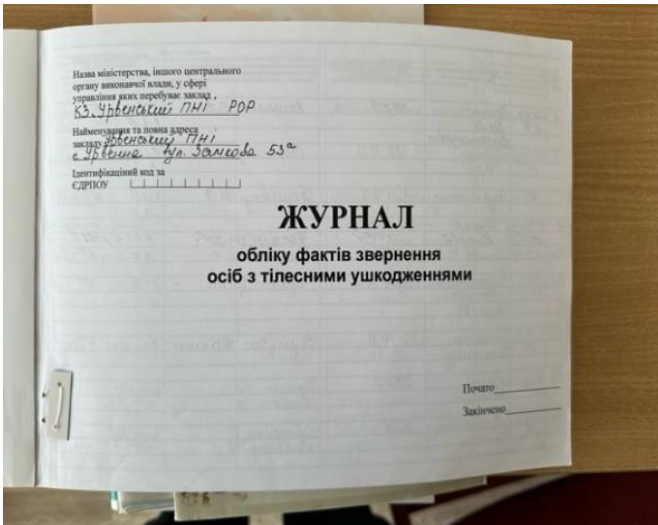 Назва міністерства, іншого центрального
органу виконавчої влади, у сфері
управління яких перебуває заклад
КЗ. Урвенський ПНІ РОР
Найменування та повна адреса
закладу Урвенський ПНІ
с Урвенна вул. Замкова 53а
Ідентифікаційний код за
ЄДРПОУ
ЖУРНАЛ
обліку фактів звернення
осіб з тілесними ушкодженнями
Почато
Закінчено